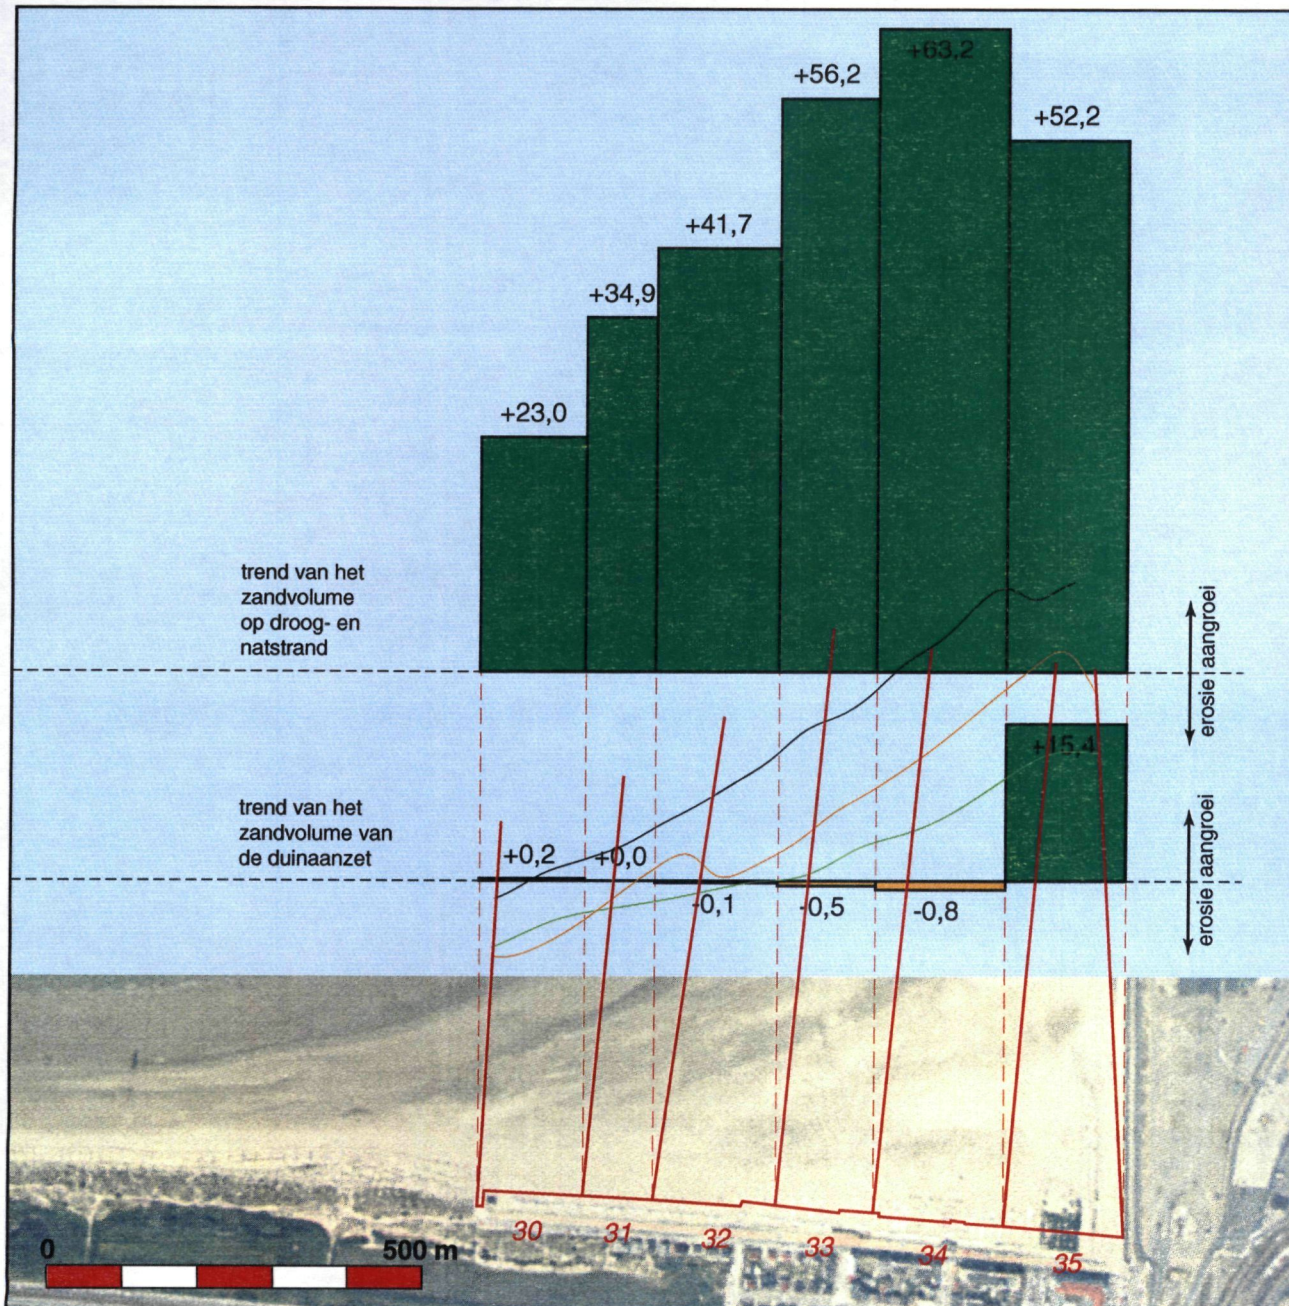 +63,2
+56,2
+52,2
+41,7
+34,9
+23,0
trend van het
zandvolume
op droog- en
natstrand
erosie aangroei
+15,4
trend van het
zandvolume van
de duinaanzet
+0,2
+0,0
-0,1
-0,5
-0,8
erosie aangroei
30
31
32
33
34
35
0
500 m